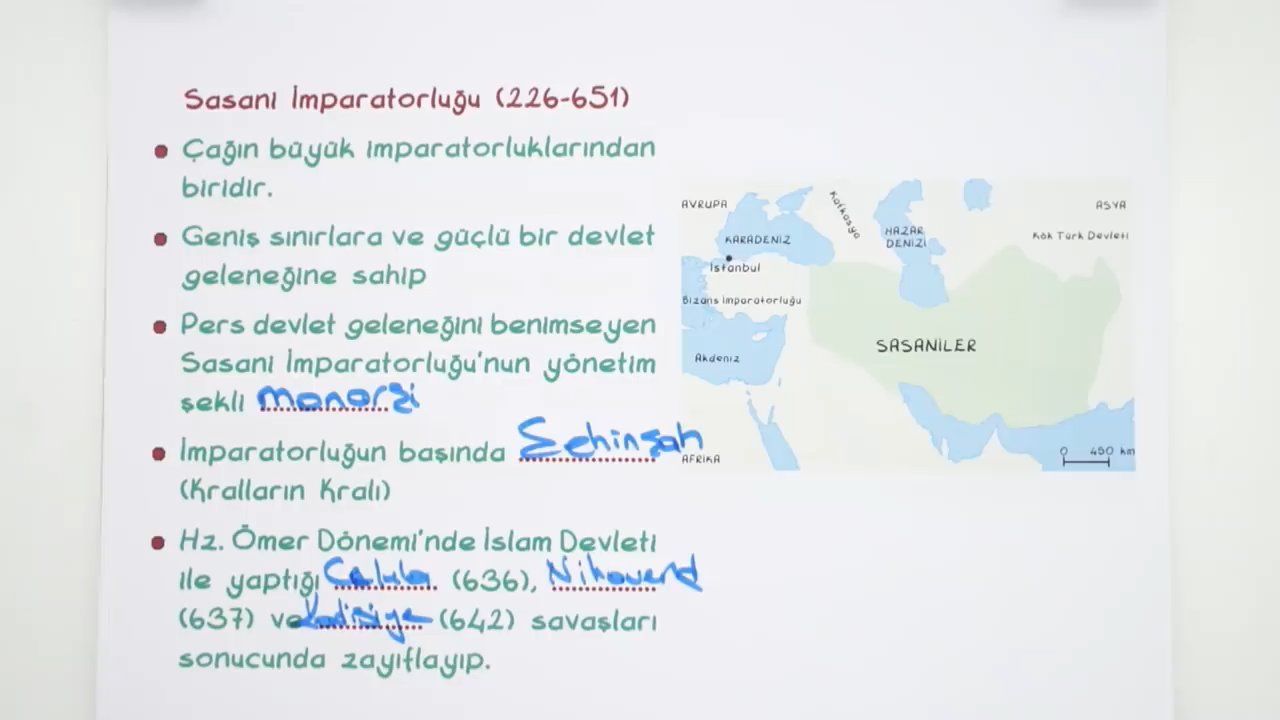 Sasani İmparatorluğu (226-651)
Çağın büyük imparatorluklarından
biridir.
Geniş sınırlara ve güçlü bir devlet
geleneğine sahip
Pers devlet geleneğini benimseyen
Sasani İmparatorluğu'nun yönetim
şekli monarşi
İmparatorluğun başında Şehinşah
(Kralların Kralı)
Hz. Ömer Dönemi'nde İslam Devleti
ile yaptığı Celula (636), Nihavend
(637) ve Kadisiye (642) savaşları
sonucunda zayıflayıp.
AVRUPA
Kafkasya
ASYA
KARADENİZ
HAZAR
DENİZİ
Kök Türk Devleti
İstanbul
Bizans İmparatorluğu
SASANİLER
Akdeniz
AFRİKA
0 450 km